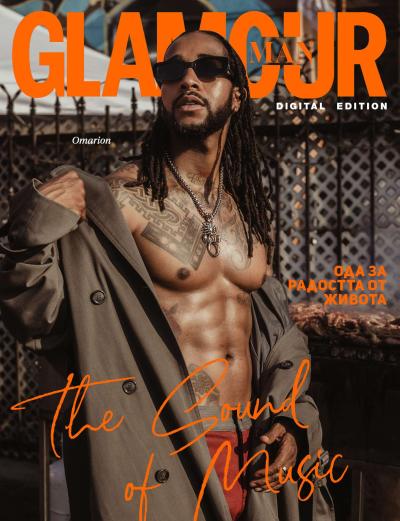 GLAMOUR
MAN
DIGITAL EDITION
Omarion
ОДА ЗА
РАДОСТТА ОТ
ЖИВОТА
The Sound
of Music